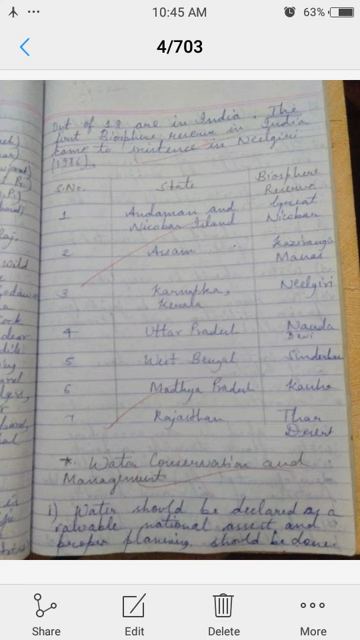 10:45 AM 63%
4/703
Out of 18 are in India. The
first Biosphere reserve in India
came to existence in Neelgiri
(1986).
S.No. State Biosphere Reserve
1 Andaman and Nicobar Island Great Nicobar
2 Assam Kaziranga Manas
3 Karnatka, Kerala Neelgiri
4 Uttar Pradesh Nanda Devi
5 West Bengal
6 Madhya Pradesh Kanha
7 Rajasthan Thar Desert
* Water Conservation and
Management
1) Water should be declared as a
valuable national asset and
proper planning should be done
Share Edit Delete More